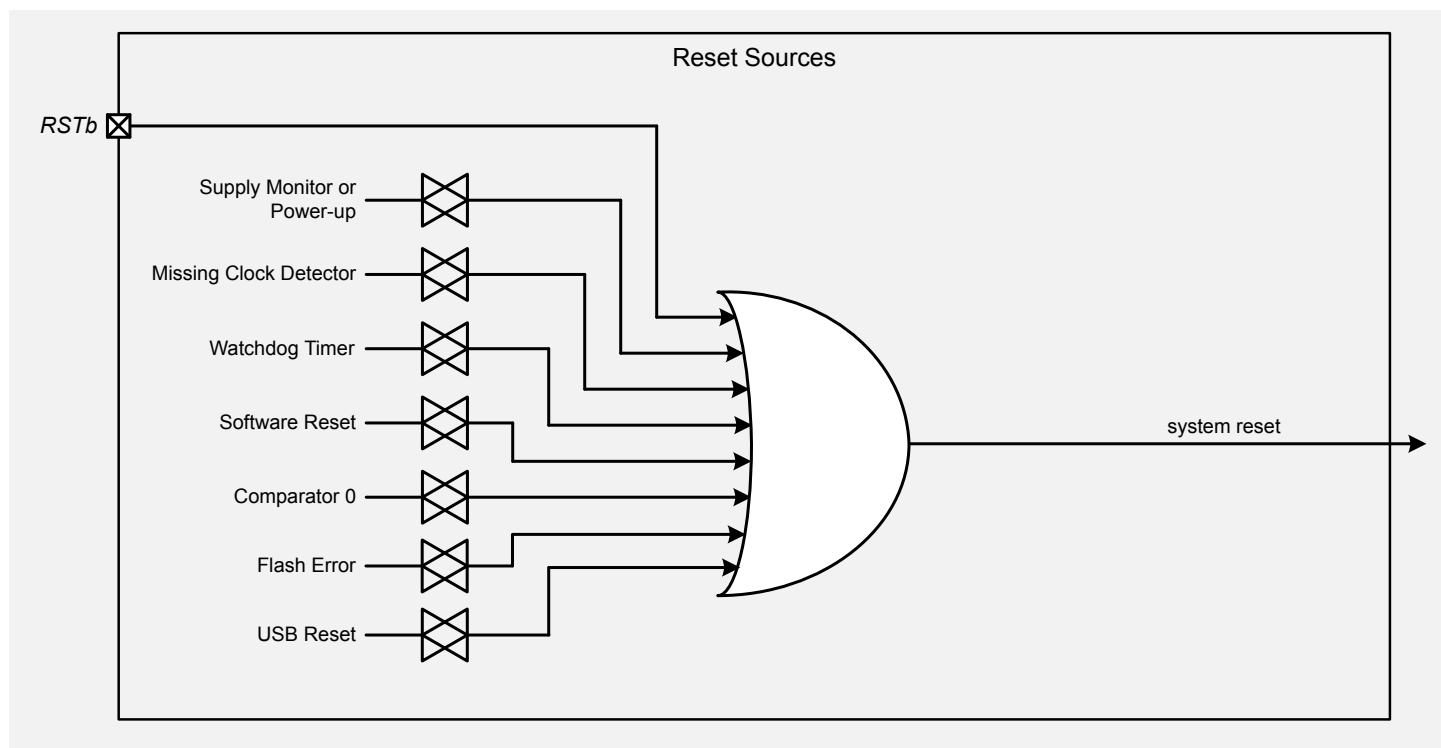 Reset Sources
RSTb
Supply Monitor or
Power-up
Missing Clock Detector
Watchdog Timer
Software Reset
Comparator 0
Flash Error
USB Reset
system reset